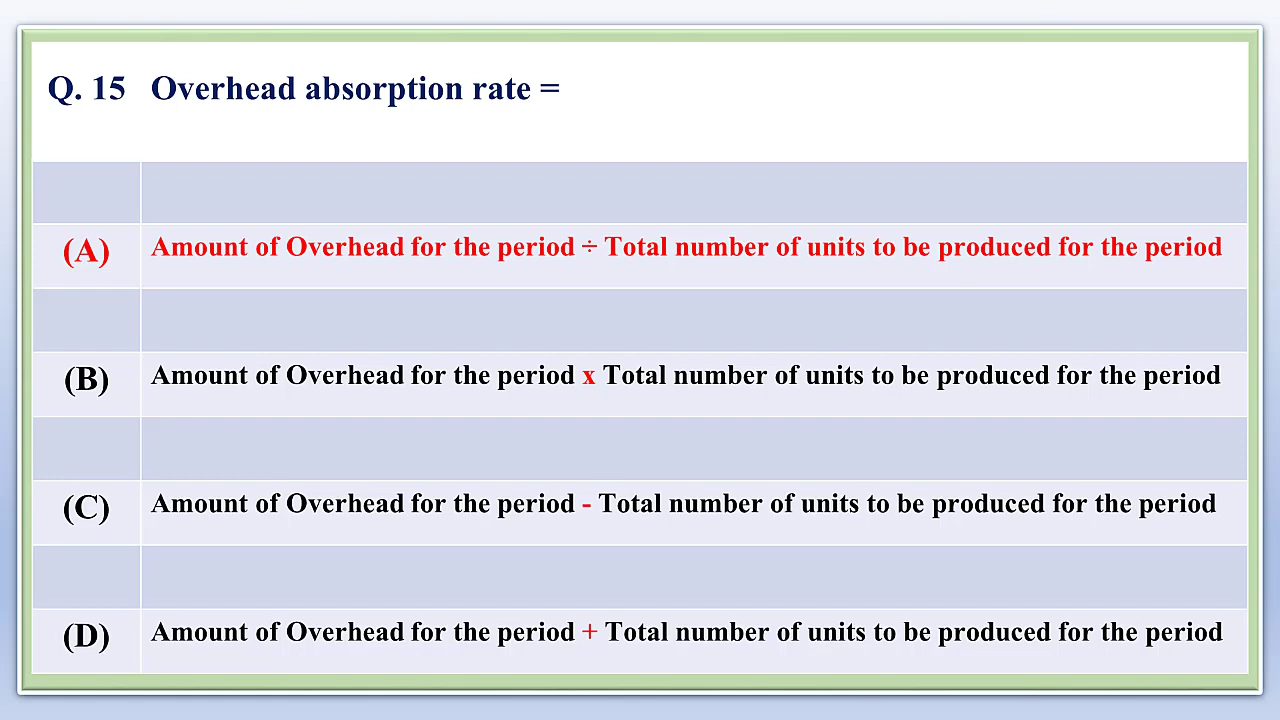 Q. 15 Overhead absorption rate =
(A) Amount of Overhead for the period ÷ Total number of units to be produced for the period
(B) Amount of Overhead for the period x Total number of units to be produced for the period
(C) Amount of Overhead for the period - Total number of units to be produced for the period
(D) Amount of Overhead for the period + Total number of units to be produced for the period